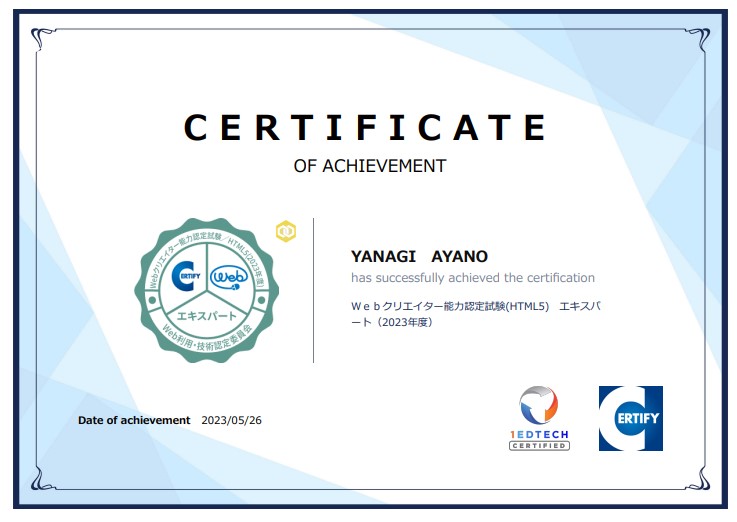 CERTIFICATE
OF ACHIEVEMENT
Webクリエイター能力認定試験/HTML5(2023年度)
CERTIFY
Web
エキスパート
Web利用・技術認定委員会
YANAGI　AYANO
has successfully achieved the certification
Ｗｅｂクリエイター能力認定試験(HTML5)　エキスパ
ート（2023年度）
Date of achievement　2023/05/26
1EDTECH
CERTIFIED
CERTIFY